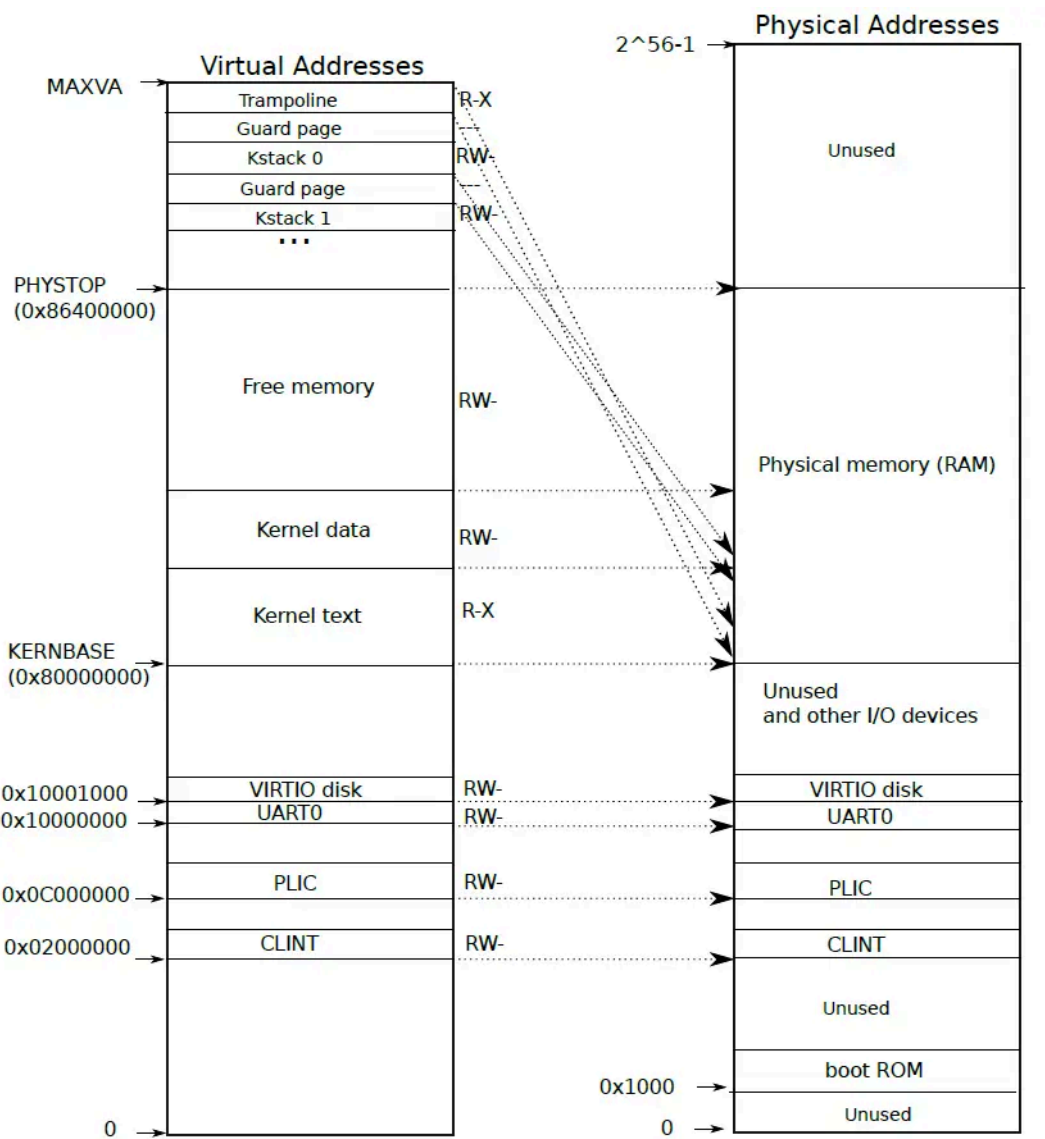 Physical Addresses
2^56-1
Virtual Addresses
MAXVA
Trampoline
R-X
Guard page
---
Kstack 0
RW-
Guard page
---
Kstack 1
RW-
...
Unused
PHYSTOP
(0x86400000)
Free memory
RW-
Physical memory (RAM)
Kernel data
RW-
Kernel text
R-X
KERNBASE
(0x80000000)
Unused
and other I/O devices
0x10001000
VIRTIO disk
RW-
VIRTIO disk
0x10000000
UART0
RW-
UART0
0x0C000000
PLIC
RW-
PLIC
0x02000000
CLINT
RW-
CLINT
Unused
boot ROM
0x1000
Unused
0
0